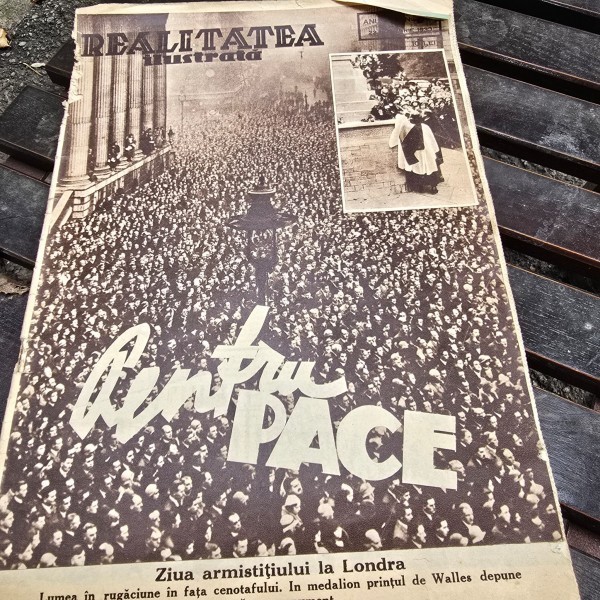 REALITATEA
ilustrată
ANUL
Pentru
PACE
Ziua armistițiului la Londra
Lumea în rugăciune în fața cenotafului. In medalion prințul de Walles depune